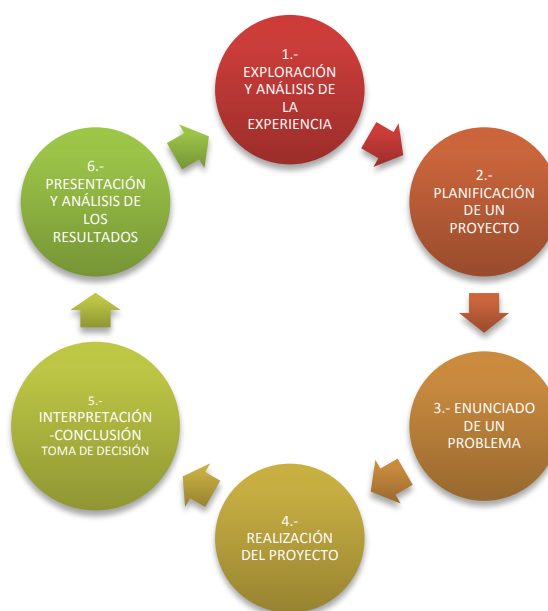 1.-
EXPLORACIÓN
Y ANÁLISIS DE
LA
EXPERIENCIA
2.-
PLANIFICACIÓN
DE UN
PROYECTO
3.- ENUNCIADO
DE UN
PROBLEMA
4.-
REALIZACIÓN
DEL PROYECTO
5.-
INTERPRETACIÓN
-CONCLUSIÓN
TOMA DE DECISIÓN
6.-
PRESENTACIÓN
Y ANÁLISIS DE
LOS
RESULTADOS